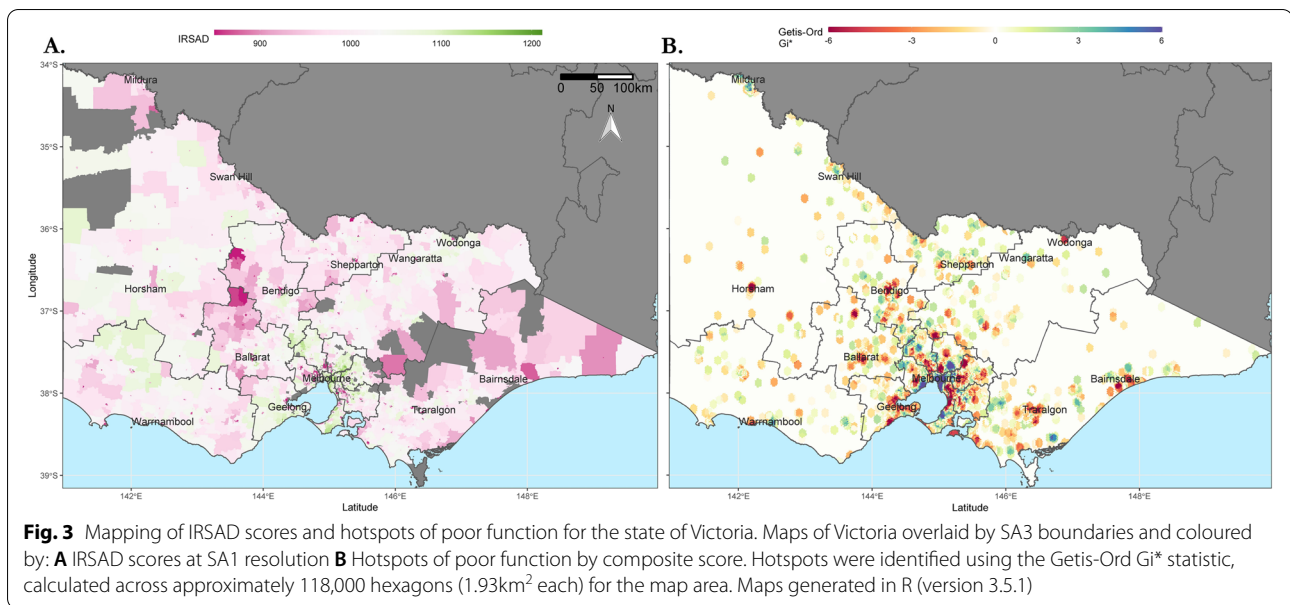 IRSAD
900
1000
1100
1200
Getis-Ord
Gi*
-6
-3
0
3
6
A.
B.
34°S
35°S
36°S
37°S
38°S
39°S
Longitude
0 50 100km
N
Mildura
Swan Hill
Wodonga
Wangaratta
Shepparton
Horsham
Bendigo
Ballarat
Melbourne
Bairnsdale
Geelong
Traralgon
Warrnambool
142°E
144°E
146°E
148°E
Latitude
Mildura
Swan Hill
Wodonga
Wangaratta
Shepparton
Horsham
Bendigo
Ballarat
Melbourne
Bairnsdale
Geelong
Traralgon
Warrnambool
142°E
144°E
146°E
148°E
Latitude
Fig. 3 Mapping of IRSAD scores and hotspots of poor function for the state of Victoria. Maps of Victoria overlaid by SA3 boundaries and coloured
by: A IRSAD scores at SA1 resolution B Hotspots of poor function by composite score. Hotspots were identified using the Getis-Ord Gi* statistic,
calculated across approximately 118,000 hexagons (1.93km² each) for the map area. Maps generated in R (version 3.5.1)